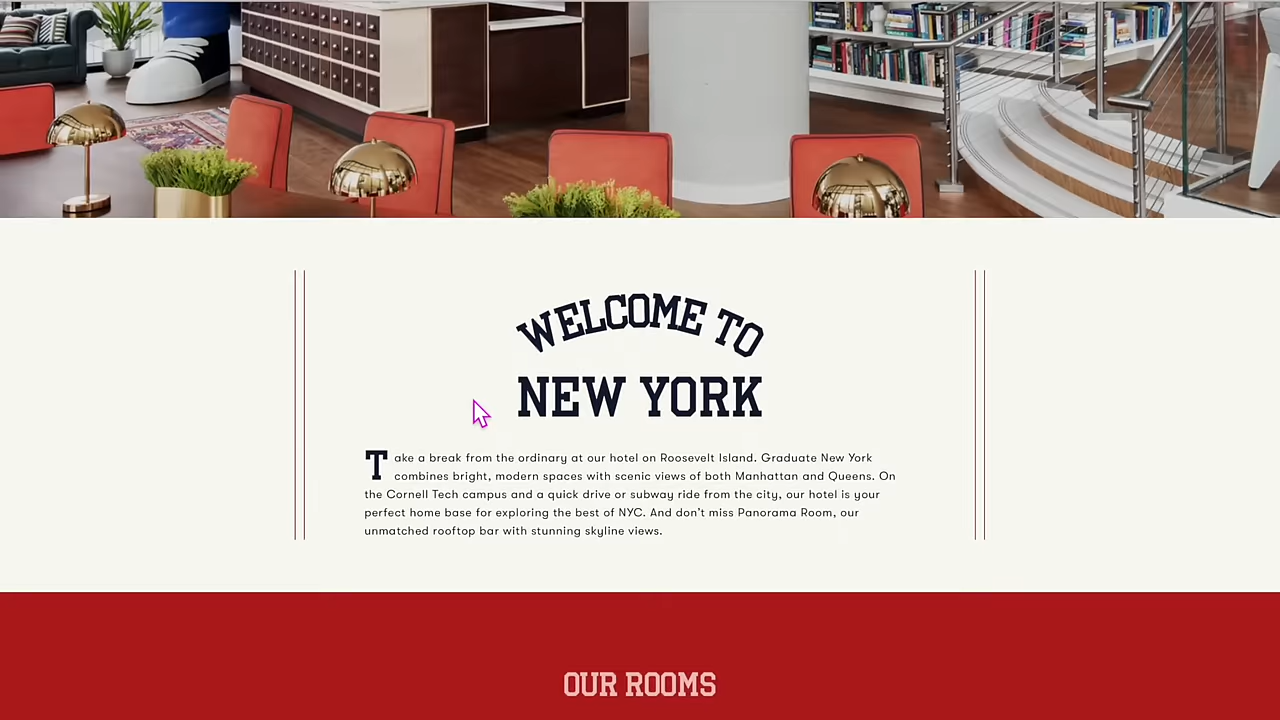 WELCOME TO
NEW YORK
Take a break from the ordinary at our hotel on Roosevelt Island. Graduate New York
combines bright, modern spaces with scenic views of both Manhattan and Queens. On
the Cornell Tech campus and a quick drive or subway ride from the city, our hotel is your
perfect home base for exploring the best of NYC. And don't miss Panorama Room, our
unmatched rooftop bar with stunning skyline views.
OUR ROOMS